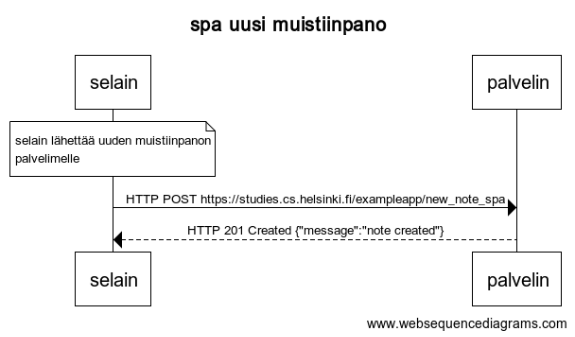 spa uusi muistiinpano
selain
palvelin
selain lähettää uuden muistiinpanon
palvelimelle
HTTP POST https://studies.cs.helsinki.fi/exampleapp/new_note_spa
HTTP 201 Created {"message":"note created"}
selain
palvelin
www.websequencediagrams.com